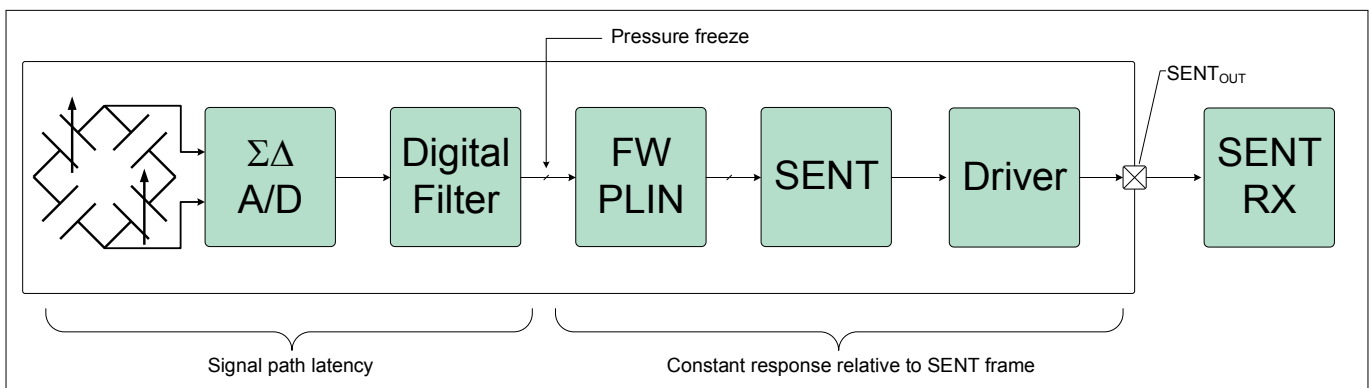 Pressure freeze
SENTOUT
ΣΔ
A/D
Digital
Filter
FW
PLIN
SENT
Driver
SENT
RX
Signal path latency
Constant response relative to SENT frame